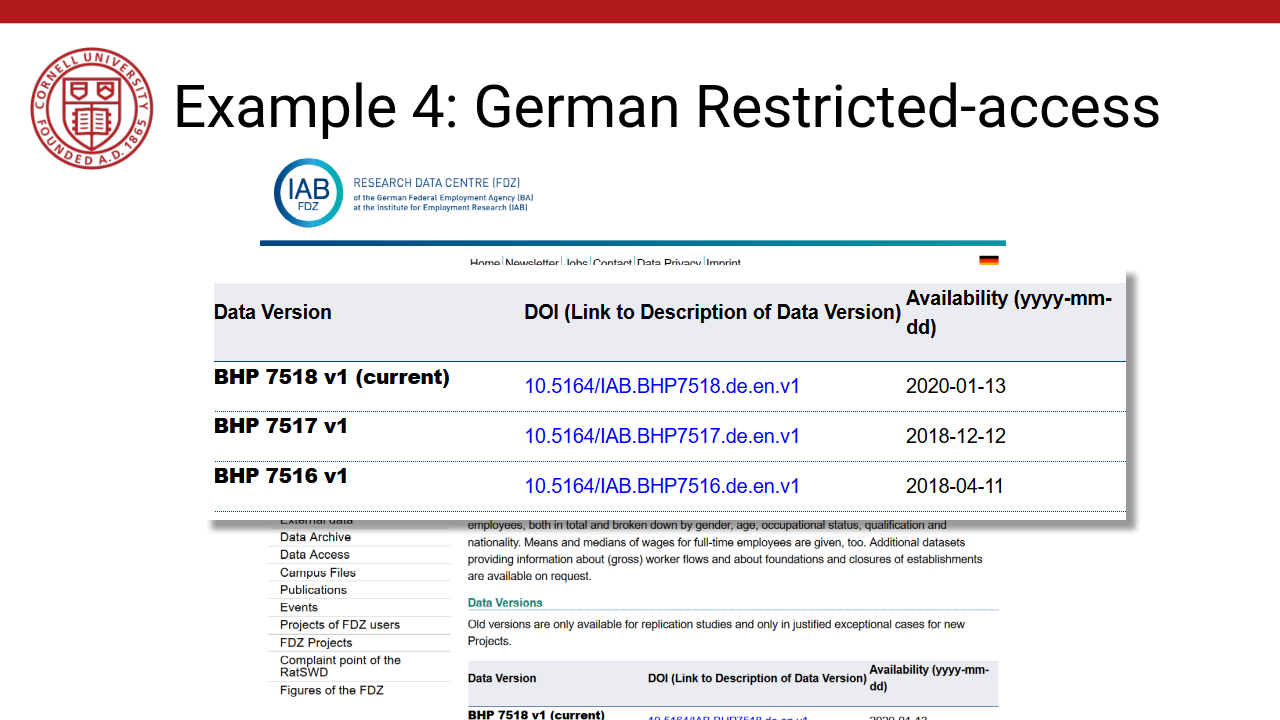 CORNELL UNIVERSITY
FOUNDED A.D. 1865
Example 4: German Restricted-access
IAB
FDZ
RESEARCH DATA CENTRE (FDZ)
of the German Federal Employment Agency (BA)
at the Institute for Employment Research (IAB)
Home Newsletter Jobs Contact Data Privacy Imprint
Data Version DOI (Link to Description of Data Version) Availability (yyyy-mm-
dd)
BHP 7518 v1 (current) 10.5164/IAB.BHP7518.de.en.v1 2020-01-13
BHP 7517 v1 10.5164/IAB.BHP7517.de.en.v1 2018-12-12
BHP 7516 v1 10.5164/IAB.BHP7516.de.en.v1 2018-04-11
External data
Data Archive
Data Access
Campus Files
Publications
Events
Projects of FDZ users
FDZ Projects
Complaint point of the
RatSWD
Figures of the FDZ
employees, both in total and broken down by gender, age, occupational status, qualification and
nationality. Means and medians of wages for full-time employees are given, too. Additional datasets
providing information about (gross) worker flows and about foundations and closures of establishments
are available on request.
Data Versions
Old versions are only available for replication studies and only in justified exceptional cases for new
Projects.
Data Version DOI (Link to Description of Data Version) Availability (yyyy-mm-
dd)
BHP 7518 v1 (current) 10.5164/IAB.BHP7518.de.en.v1 2020-01-13